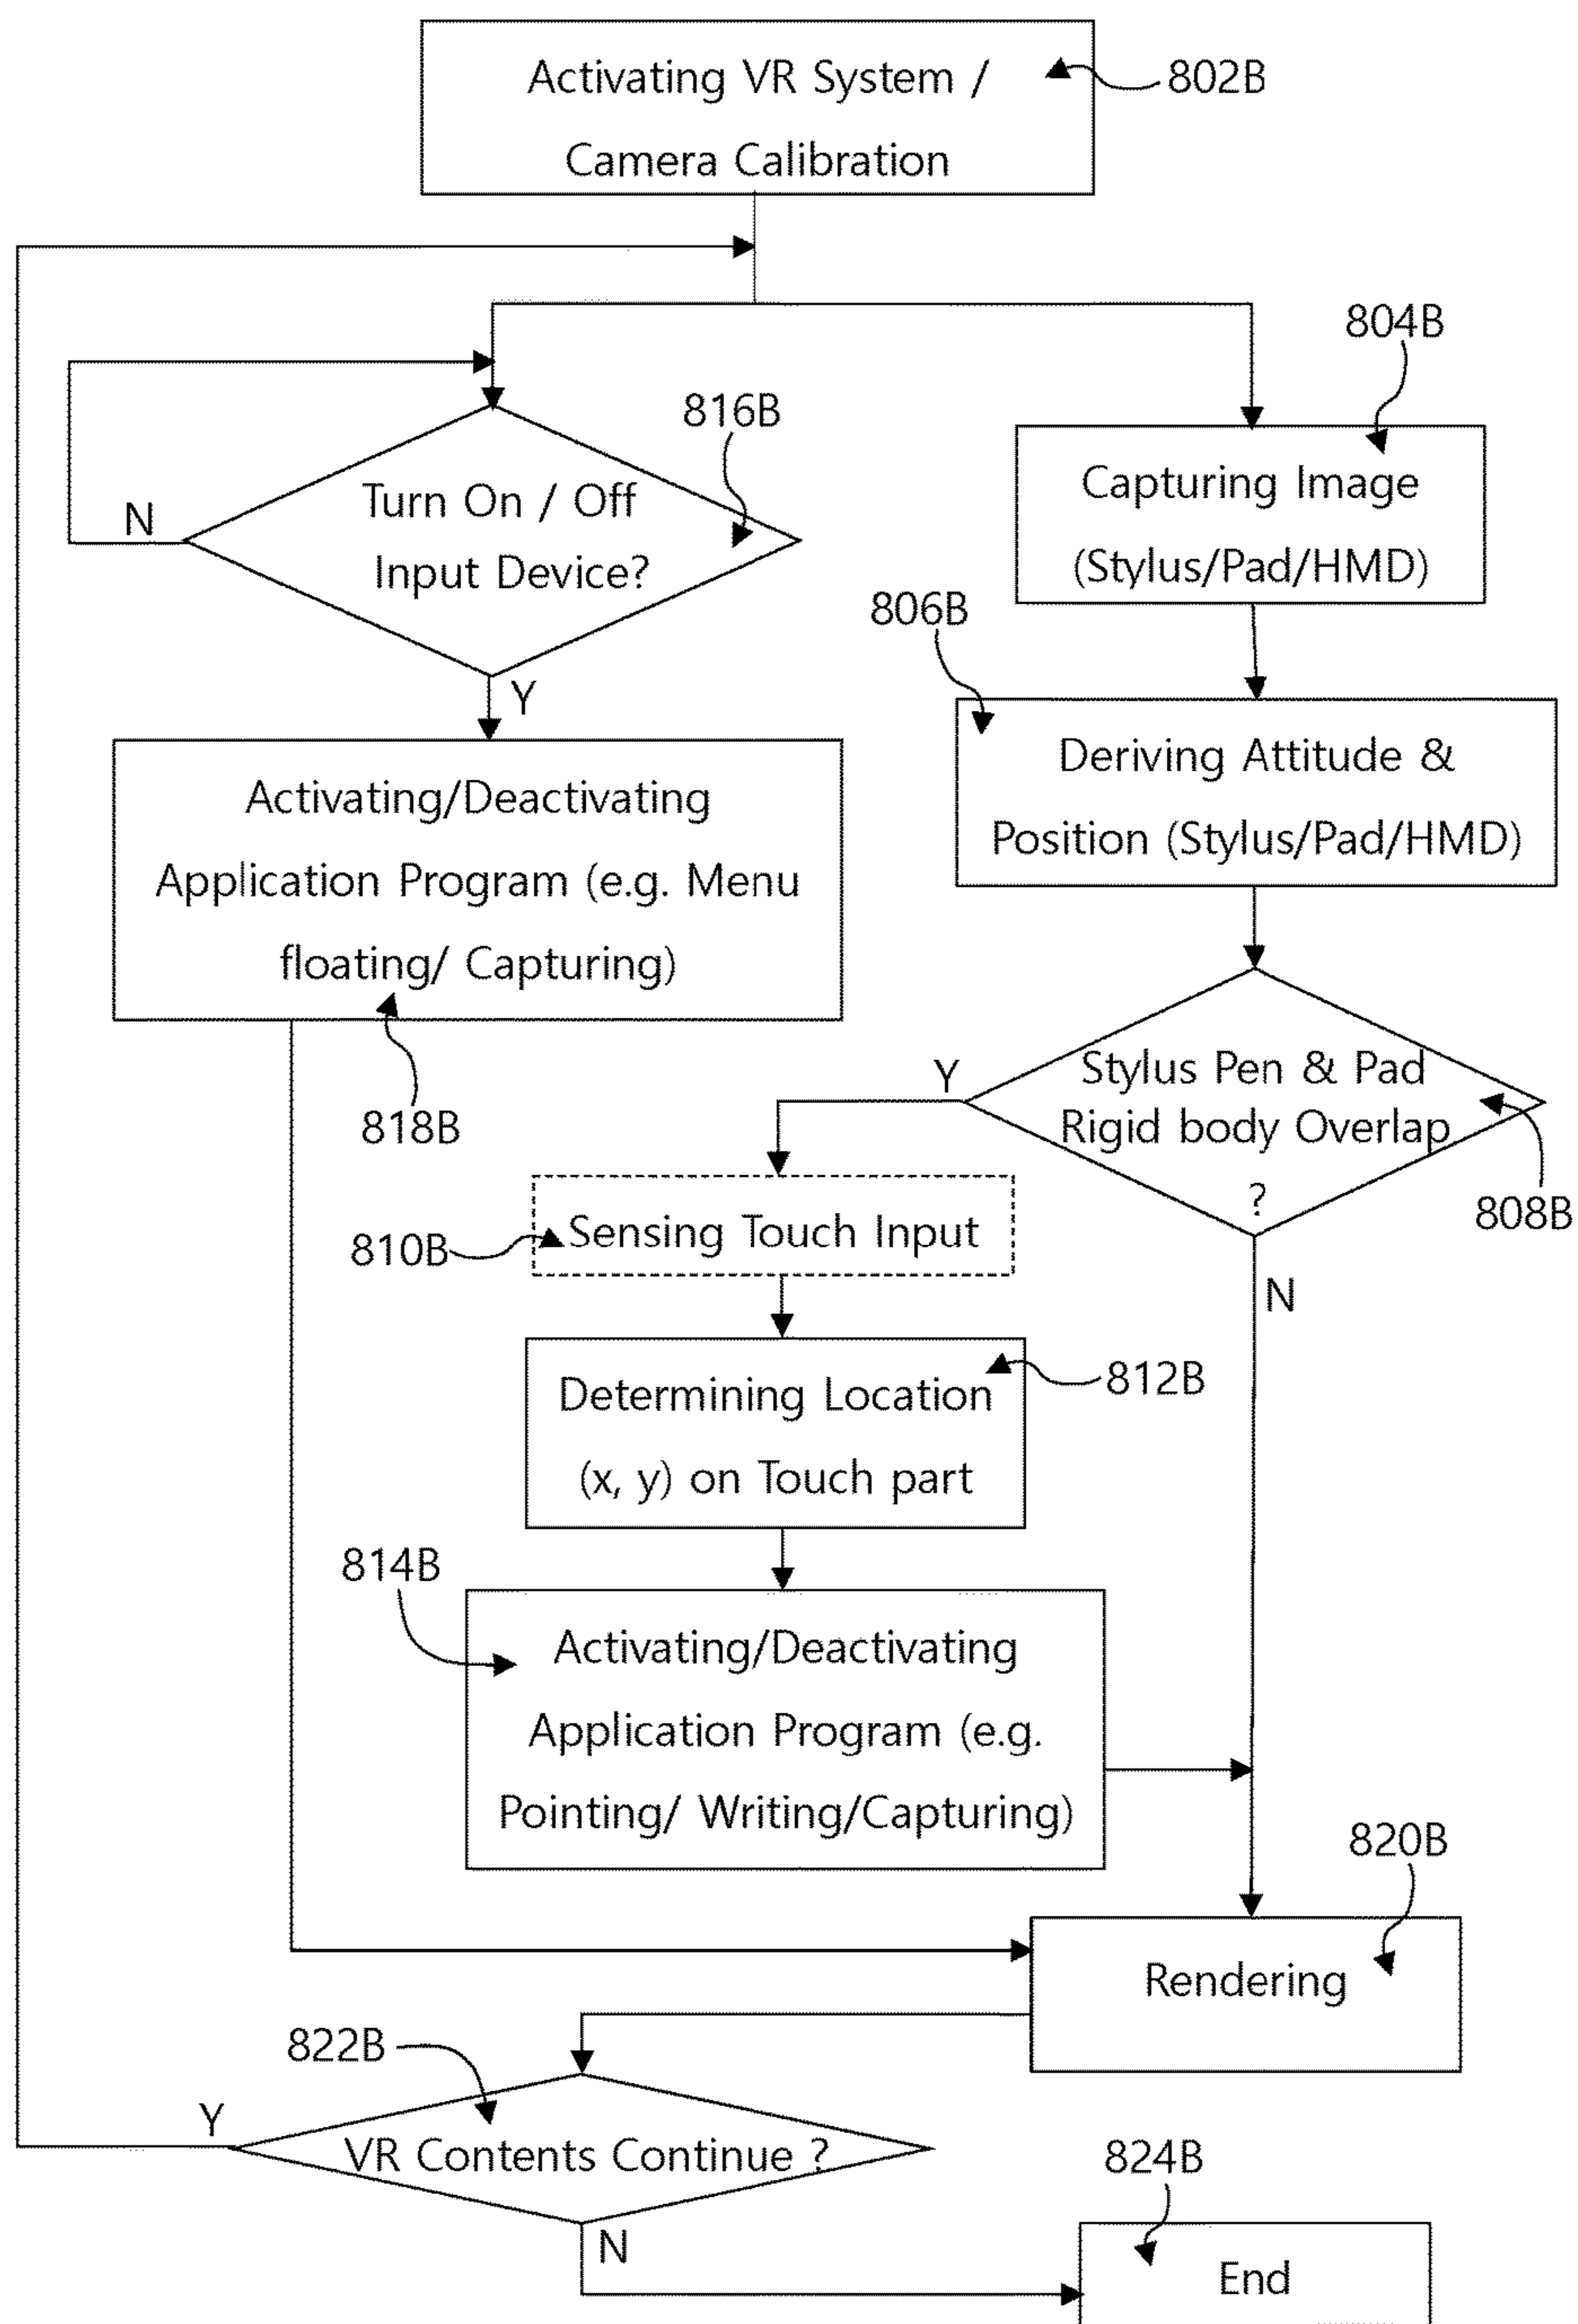 Activating VR System /
Camera Calibration
802B
804B
816B
Turn On / Off
Input Device?
N
Y
Capturing Image
(Stylus/Pad/HMD)
806B
Deriving Attitude &
Position (Stylus/Pad/HMD)
Activating/Deactivating
Application Program (e.g. Menu
floating/ Capturing)
818B
Stylus Pen & Pad
Rigid body Overlap
?
Y
N
808B
810B
Sensing Touch Input
Determining Location
(x, y) on Touch part
812B
814B
Activating/Deactivating
Application Program (e.g.
Pointing/ Writing/Capturing)
820B
Rendering
822B
Y
VR Contents Continue ?
N
824B
End